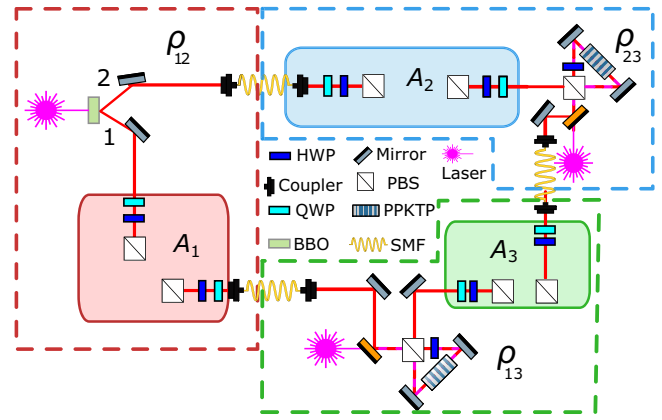 ρ12
2
1
A2
ρ23
HWP
Mirror
Laser
Coupler
PBS
QWP
PPKTP
BBO
SMF
A1
A3
ρ13